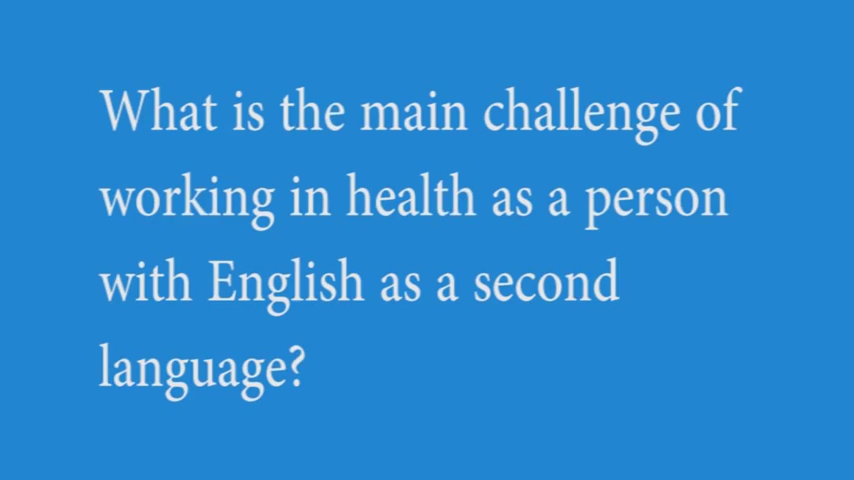 What is the main challenge of
working in health as a person
with English as a second
language?